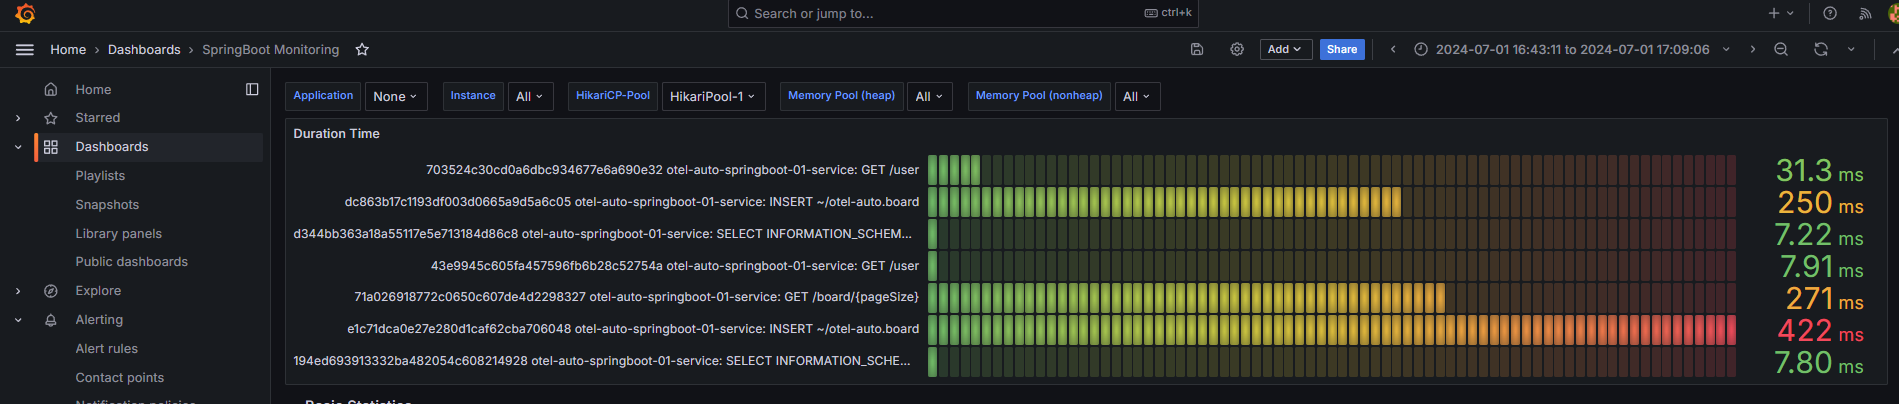 Search or jump to...
ctrl+k
Home › Dashboards › SpringBoot Monitoring
Add
Share
2024-07-01 16:43:11 to 2024-07-01 17:09:06
Home
Starred
Dashboards
Playlists
Snapshots
Library panels
Public dashboards
Explore
Alerting
Alert rules
Contact points
Notification policies
Application None Instance All HikariCP-Pool HikariPool-1 Memory Pool (heap) All Memory Pool (nonheap) All
Duration Time
703524c30cd0a6dbc934677e6a690e32 otel-auto-springboot-01-service: GET /user 31.3 ms
dc863b17c1193df003d0665a9d5a6c05 otel-auto-springboot-01-service: INSERT ~/otel-auto.board 250 ms
d344bb363a18a55117e5e713184d86c8 otel-auto-springboot-01-service: SELECT INFORMATION_SCHEM... 7.22 ms
43e9945c605fa457596fb6b28c52754a otel-auto-springboot-01-service: GET /user 7.91 ms
71a026918772c0650c607de4d2298327 otel-auto-springboot-01-service: GET /board/{pageSize} 271 ms
e1c71dca0e27e280d1caf62cba706048 otel-auto-springboot-01-service: INSERT ~/otel-auto.board 422 ms
194ed693913332ba482054c608214928 otel-auto-springboot-01-service: SELECT INFORMATION_SCHE... 7.80 ms
Basic Statistics